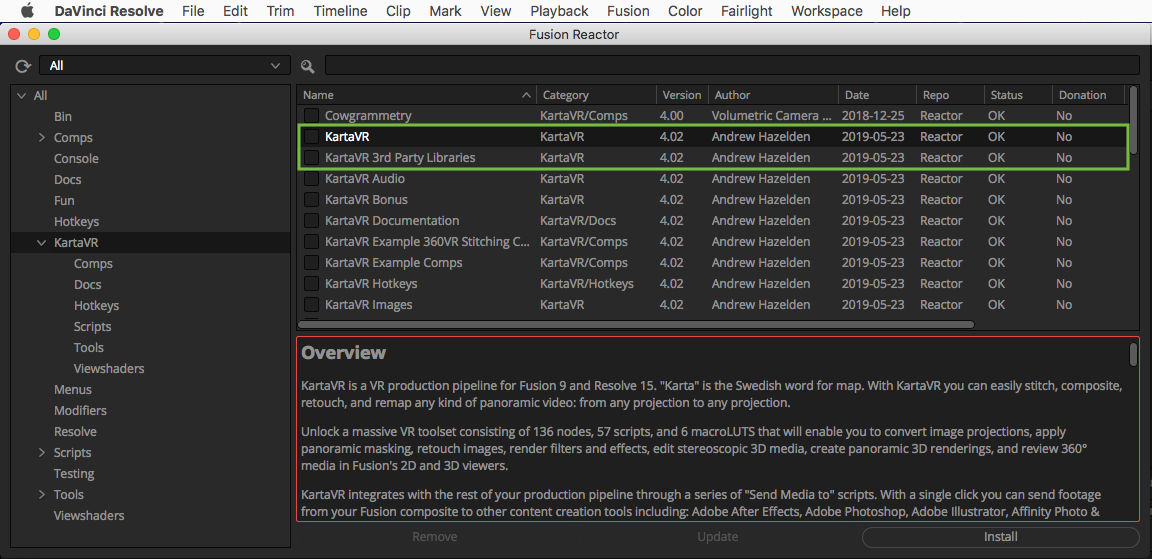 DaVinci Resolve File Edit Trim Timeline Clip Mark View Playback Fusion Color Fairlight Workspace Help
Fusion Reactor
All
All
Bin
Comps
Console
Docs
Fun
Hotkeys
KartaVR
Comps
Docs
Hotkeys
Scripts
Tools
Viewshaders
Menus
Modifiers
Resolve
Scripts
Testing
Tools
Viewshaders
Name Category Version Author Date Repo Status Donation
Cowgrammetry KartaVR/Comps 4.00 Volumetric Camera ... 2018-12-25 Reactor OK No
KartaVR KartaVR 4.02 Andrew Hazelden 2019-05-23 Reactor OK No
KartaVR 3rd Party Libraries KartaVR 4.02 Andrew Hazelden 2019-05-23 Reactor OK No
KartaVR Audio KartaVR 4.02 Andrew Hazelden 2019-05-23 Reactor OK No
KartaVR Bonus KartaVR 4.02 Andrew Hazelden 2019-05-23 Reactor OK No
KartaVR Documentation KartaVR/Docs 4.02 Andrew Hazelden 2019-05-23 Reactor OK No
KartaVR Example 360VR Stitching C... KartaVR/Comps 4.02 Andrew Hazelden 2019-05-23 Reactor OK No
KartaVR Example Comps KartaVR/Comps 4.02 Andrew Hazelden 2019-05-23 Reactor OK No
KartaVR Hotkeys KartaVR/Hotkeys 4.02 Andrew Hazelden 2019-05-23 Reactor OK No
KartaVR Images KartaVR 4.02 Andrew Hazelden 2019-05-23 Reactor OK No
Overview
KartaVR is a VR production pipeline for Fusion 9 and Resolve 15. "Karta" is the Swedish word for map. With KartaVR you can easily stitch, composite,
retouch, and remap any kind of panoramic video: from any projection to any projection.
Unlock a massive VR toolset consisting of 136 nodes, 57 scripts, and 6 macroLUTS that will enable you to convert image projections, apply
panoramic masking, retouch images, render filters and effects, edit stereoscopic 3D media, create panoramic 3D renderings, and review 360°
media in Fusion's 2D and 3D viewers.
KartaVR integrates with the rest of your production pipeline through a series of "Send Media to" scripts. With a single click you can send footage
from your Fusion composite to other content creation tools including: Adobe After Effects, Adobe Photoshop, Adobe Illustrator, Affinity Photo &
Remove Update Install